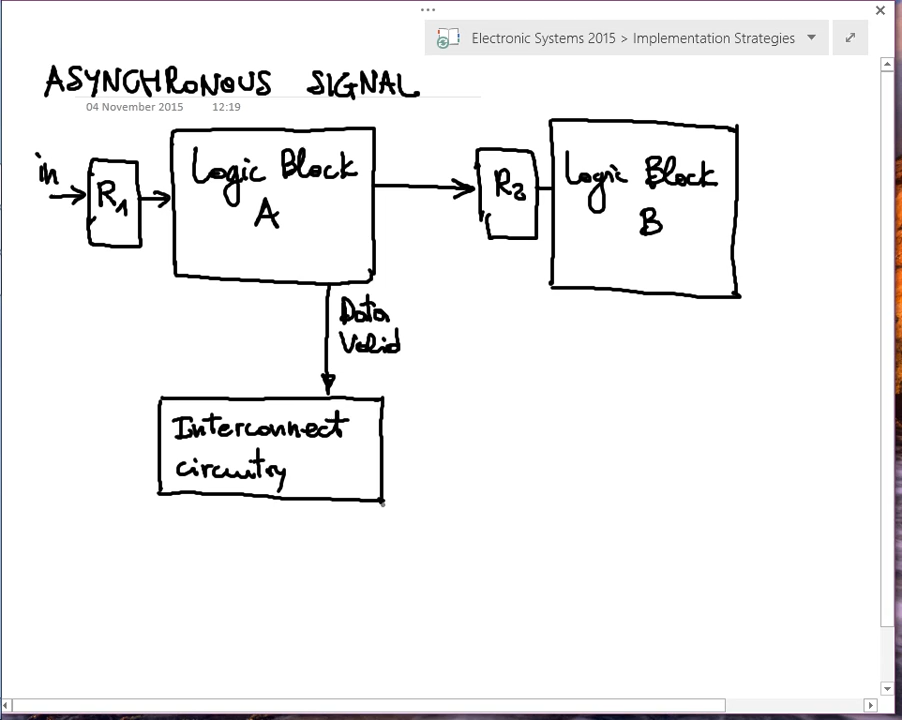 Electronic Systems 2015 > Implementation Strategies
ASYNCHRONOUS SIGNAL
04 November 2015 12:19
in
R1
Logic Block
A
R2
Logic Block
B
Data
Valid
Interconnect
circuitry